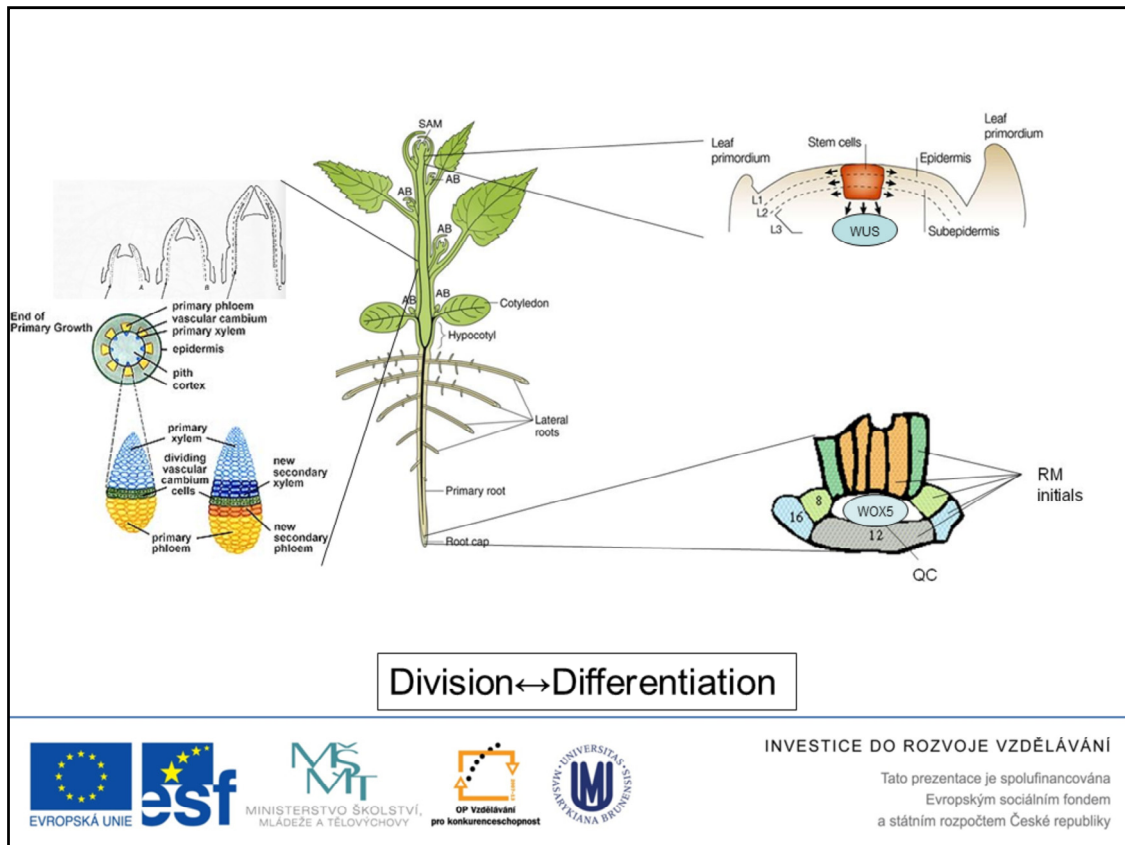 SAM
AB
AB
AB
AB
AB
Cotyledon
Hypocotyl
Lateral
roots
Primary root
Root cap
Leaf
primordium
Stem cells
Epidermis
Leaf
primordium
L1
L2
L3
WUS
Subepidermis
A
B
C
End of
Primary Growth
primary phloem
vascular cambium
primary xylem
epidermis
pith
cortex
primary
xylem
dividing
vascular
cambium
cells
primary
phloem
new
secondary
xylem
new
secondary
phloem
8
16
WOX5
12
RM
initials
QC
Division↔Differentiation
EVROPSKÁ UNIE
esf
MŠMT
MINISTERSTVO ŠKOLSTVÍ,
MLÁDEŽE A TĚLOVÝCHOVY
OP Vzdělávání
pro konkurenceschopnost
UNIVERSITAS MASARYKIANA BRUNENSIS
INVESTICE DO ROZVOJE VZDĚLÁVÁNÍ
Tato prezentace je spolufinancována
Evropským sociálním fondem
a státním rozpočtem České republiky